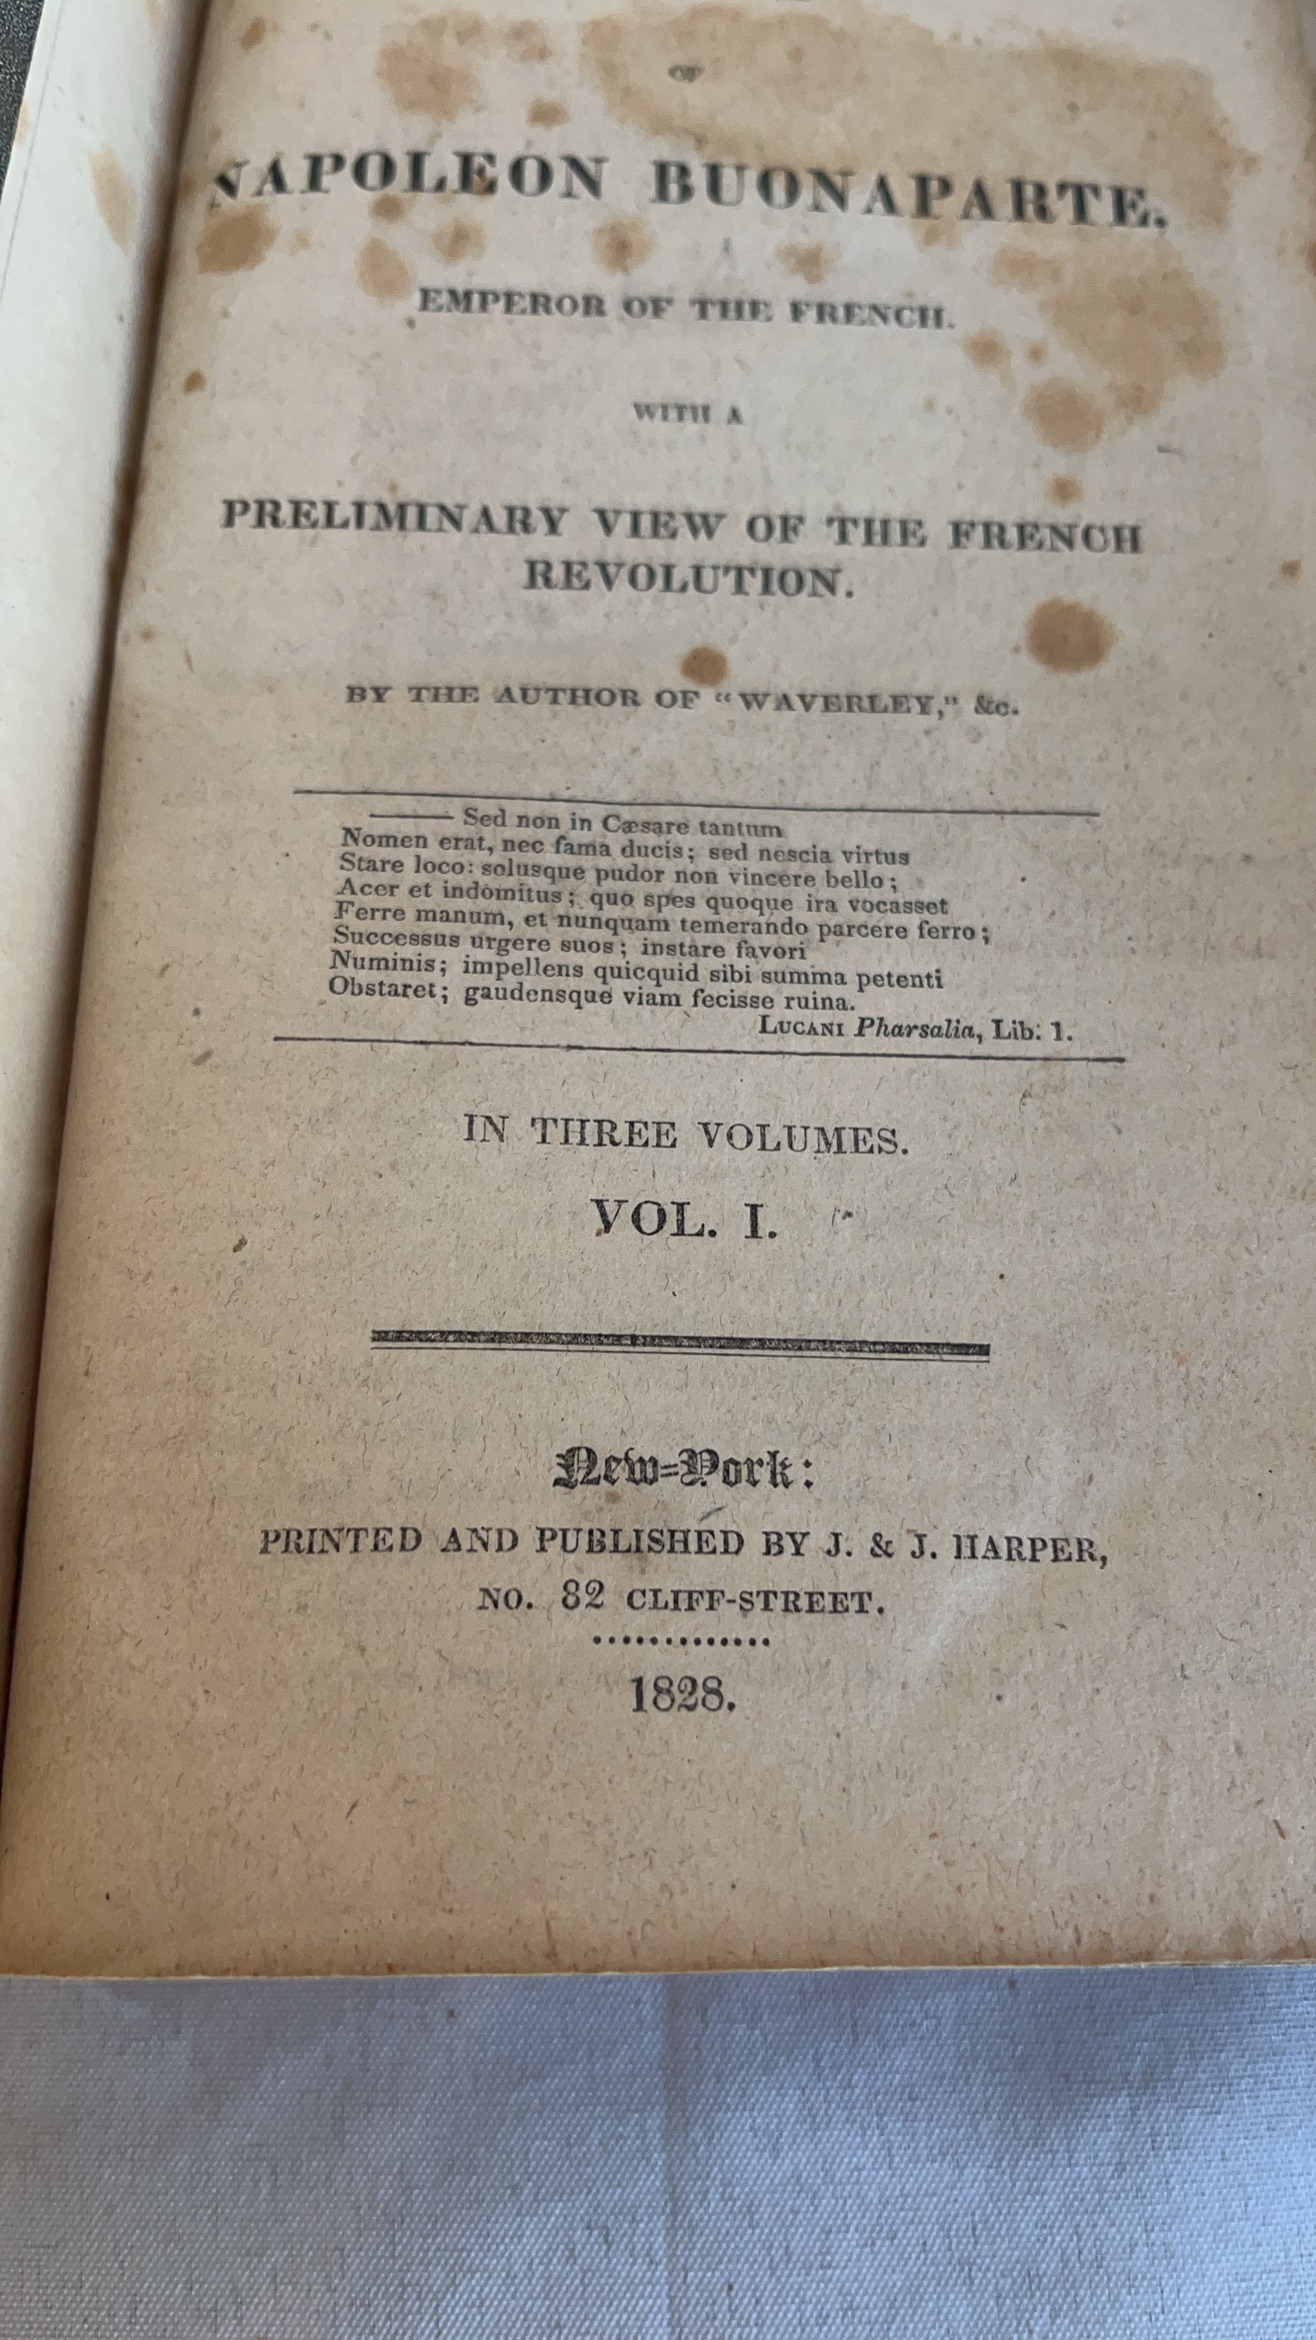 OF
NAPOLEON BUONAPARTE.
EMPEROR OF THE FRENCH.
WITH A
PRELIMINARY VIEW OF THE FRENCH
REVOLUTION.
BY THE AUTHOR OF “WAVERLEY,” &c.
—— Sed non in Cæsare tantum
Nomen erat, nec fama ducis; sed nescia virtus
Stare loco: solusque pudor non vincere bello;
Acer et indomitus; quo spes quoque ira vocasset
Ferre manum, et nunquam temerando parcere ferro;
Successus urgere suos; instare favori
Numinis; impellens quicquid sibi summa petenti
Obstaret; gaudensque viam fecisse ruina.
LUCANI Pharsalia, Lib. 1.
IN THREE VOLUMES.
VOL. I.
New-York:
PRINTED AND PUBLISHED BY J. & J. HARPER,
NO. 82 CLIFF-STREET.
.............
1828.